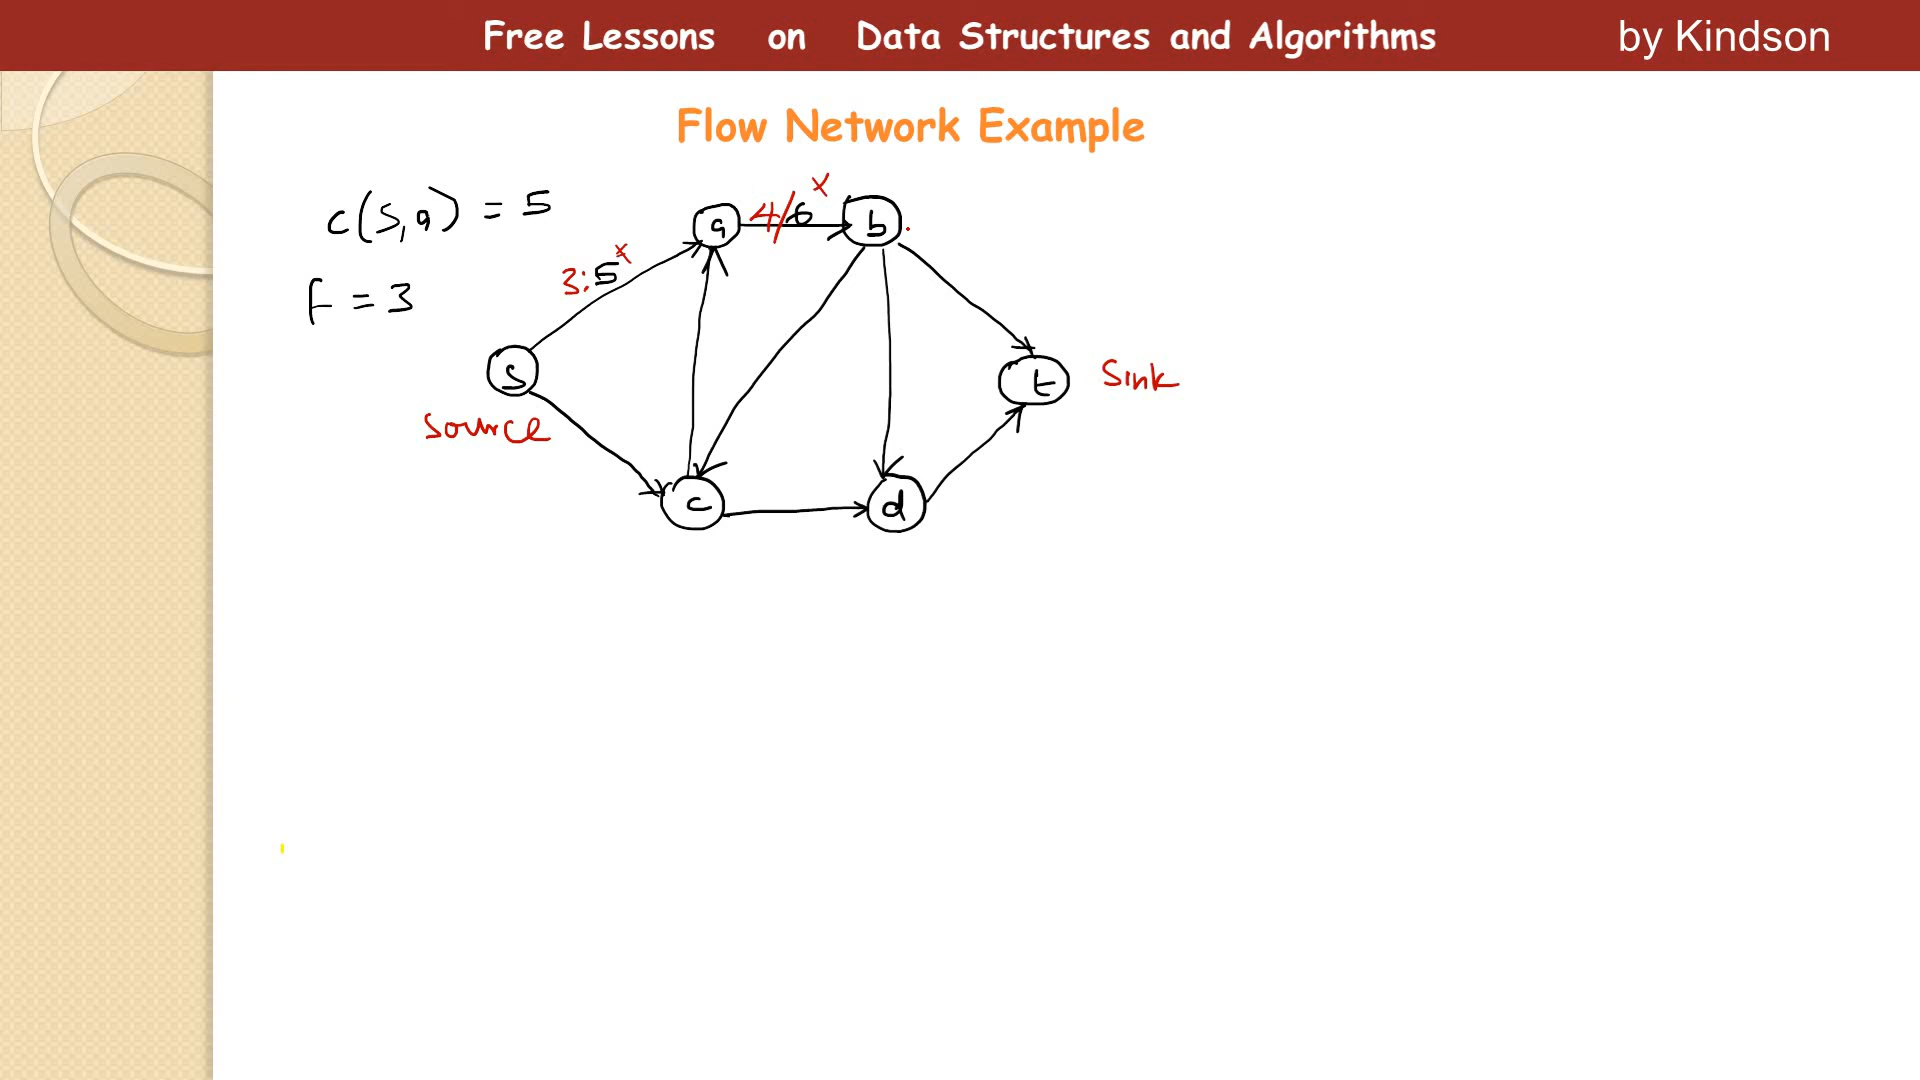 Free Lessons on Data Structures and Algorithms by Kindson
Flow Network Example
c(s,a) = 5
f = 3
3:5 x
4/6 x
a
b
s
source
t
Sink
c
d